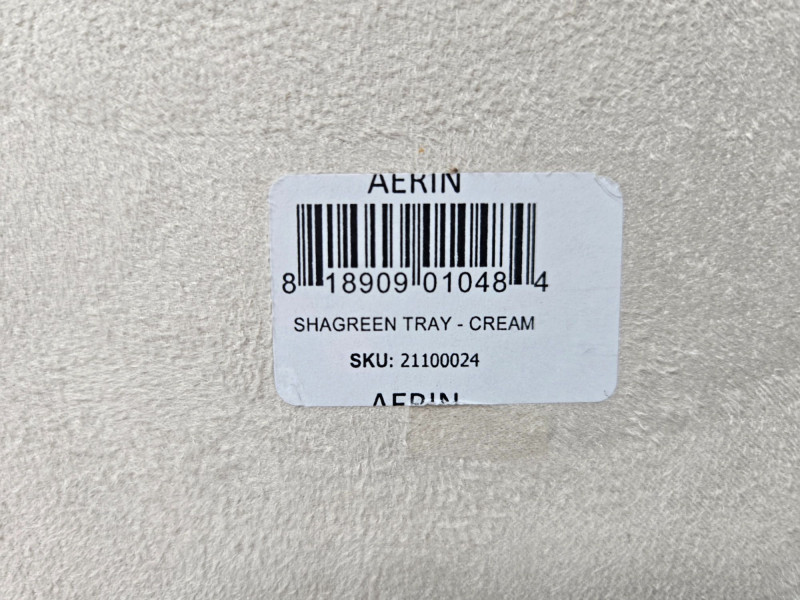 AERIN
8 18909 01048 4
SHAGREEN TRAY - CREAM
SKU: 21100024
AERIN